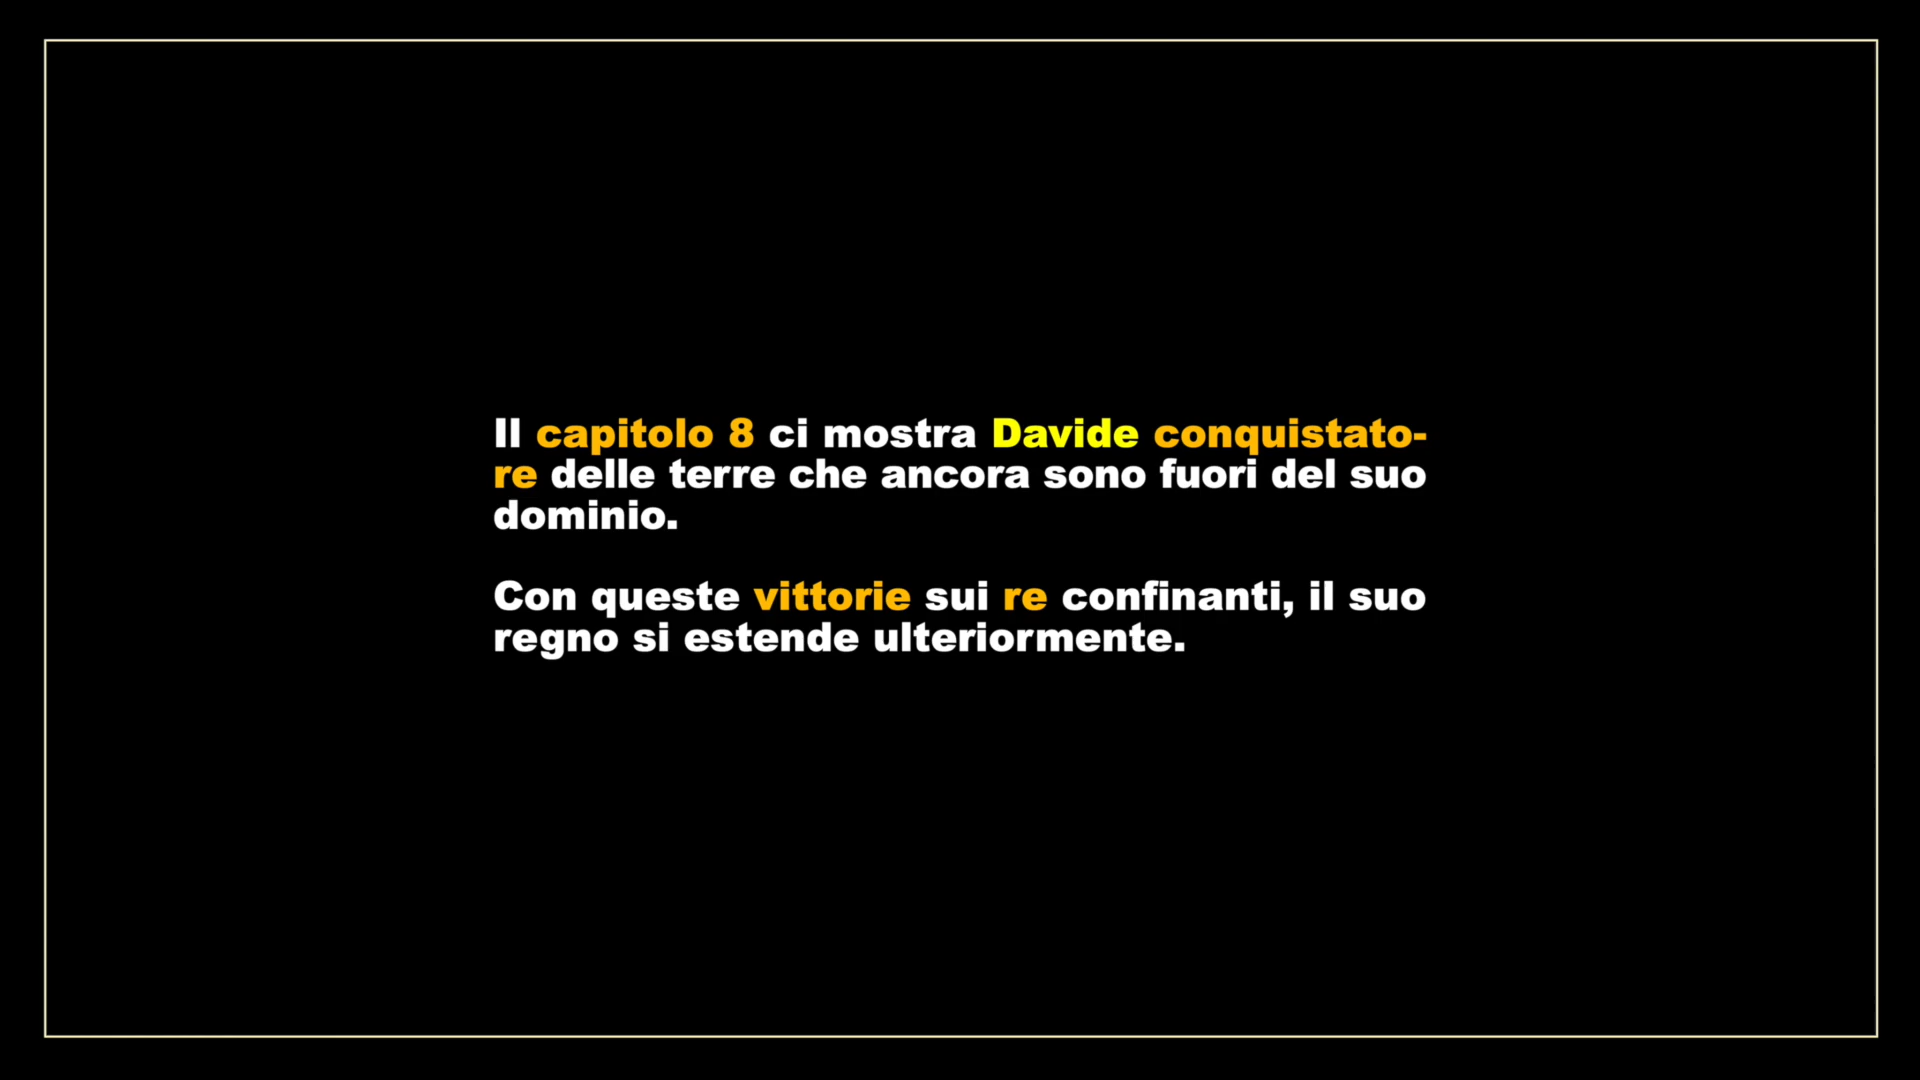 Il capitolo 8 ci mostra Davide conquistato-
re delle terre che ancora sono fuori del suo
dominio.
Con queste vittorie sui re confinanti, il suo
regno si estende ulteriormente.